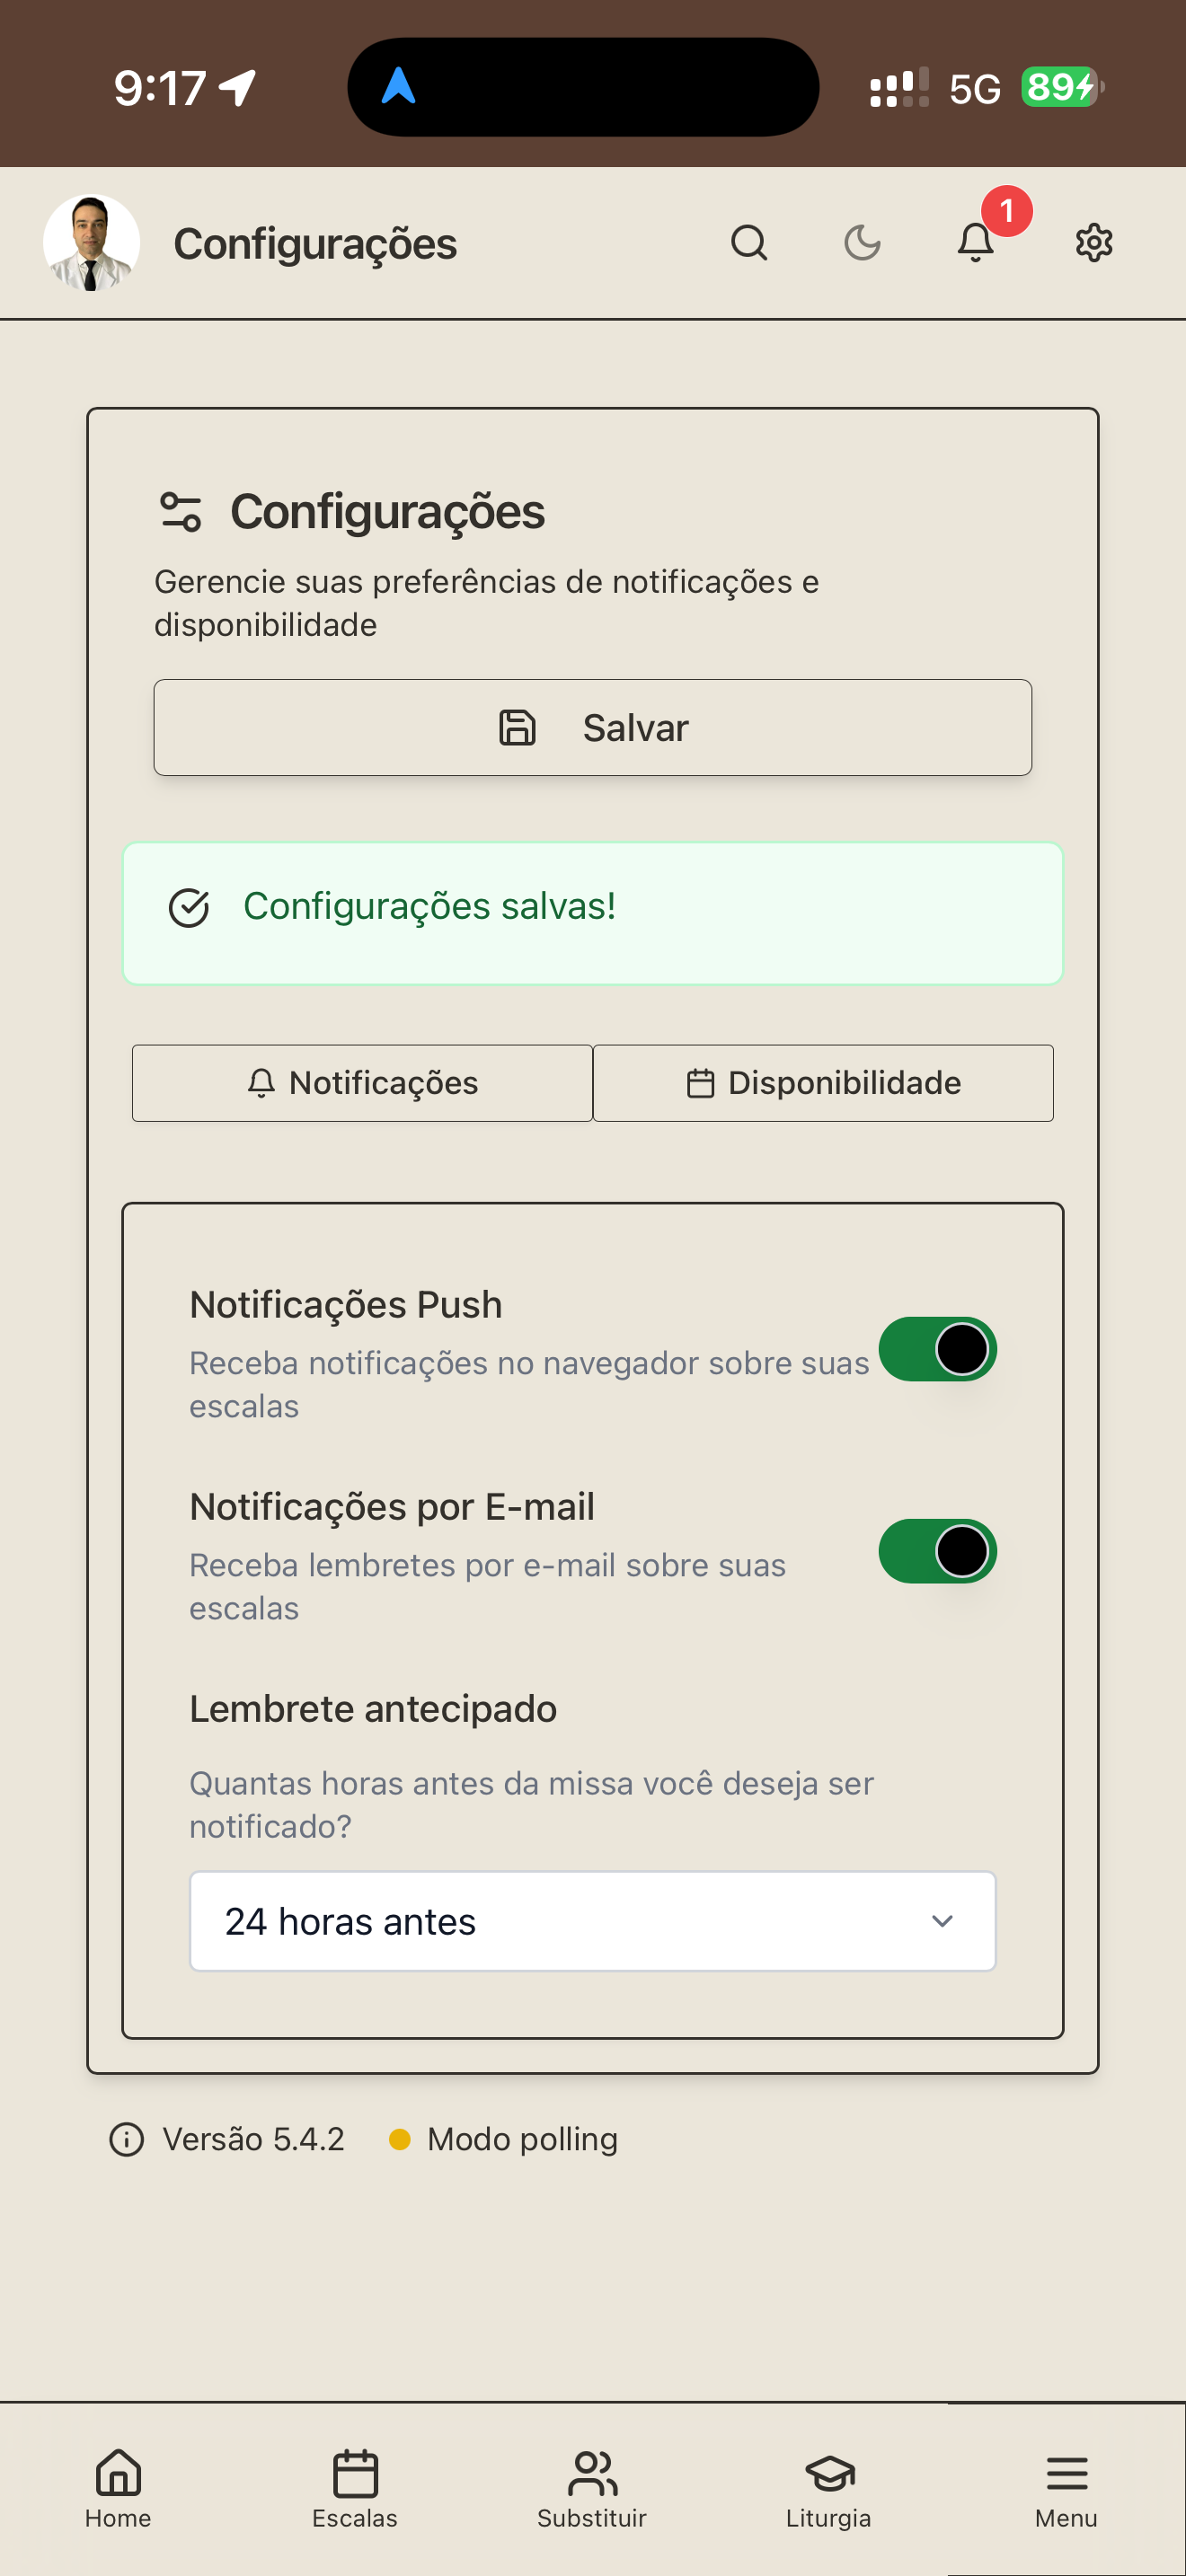 9:17
5G
89
Configurações
1
Configurações
Gerencie suas preferências de notificações e
disponibilidade
Salvar
Configurações salvas!
Notificações
Disponibilidade
Notificações Push
Receba notificações no navegador sobre suas
escalas
Notificações por E-mail
Receba lembretes por e-mail sobre suas
escalas
Lembrete antecipado
Quantas horas antes da missa você deseja ser
notificado?
24 horas antes
Versão 5.4.2
Modo polling
Home
Escalas
Substituir
Liturgia
Menu